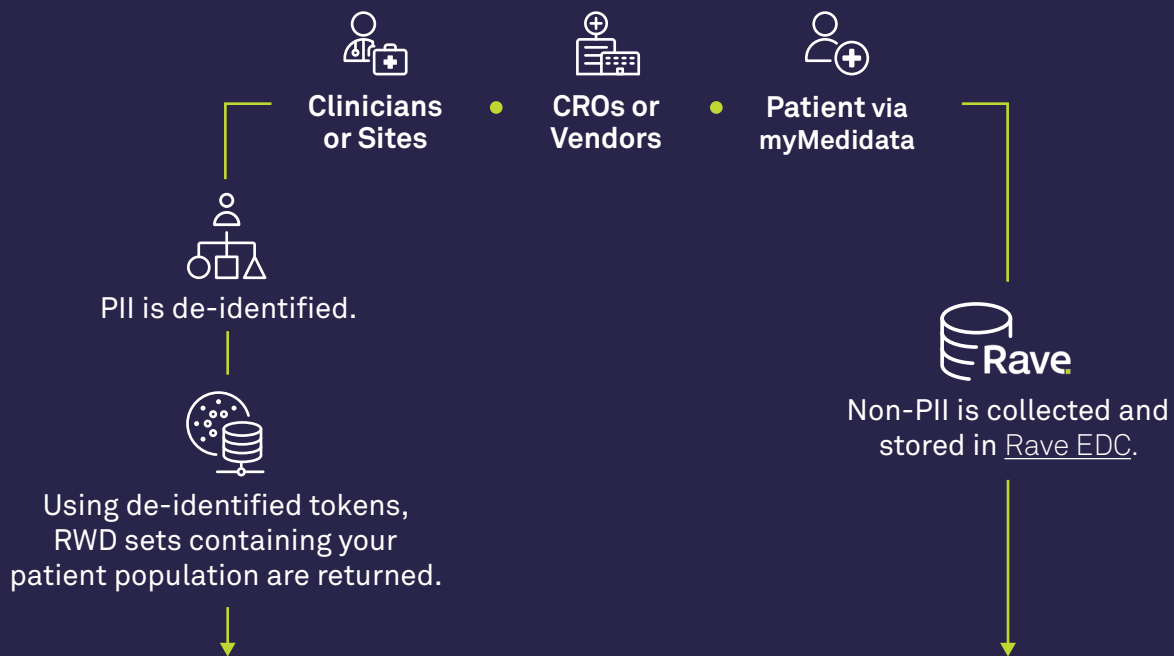 Clinicians
or Sites
CROs or
Vendors
Patient via
myMedidata
PII is de-identified.
Using de-identified tokens,
RWD sets containing your
patient population are returned.
Rave
Non-PII is collected and
stored in Rave EDC.